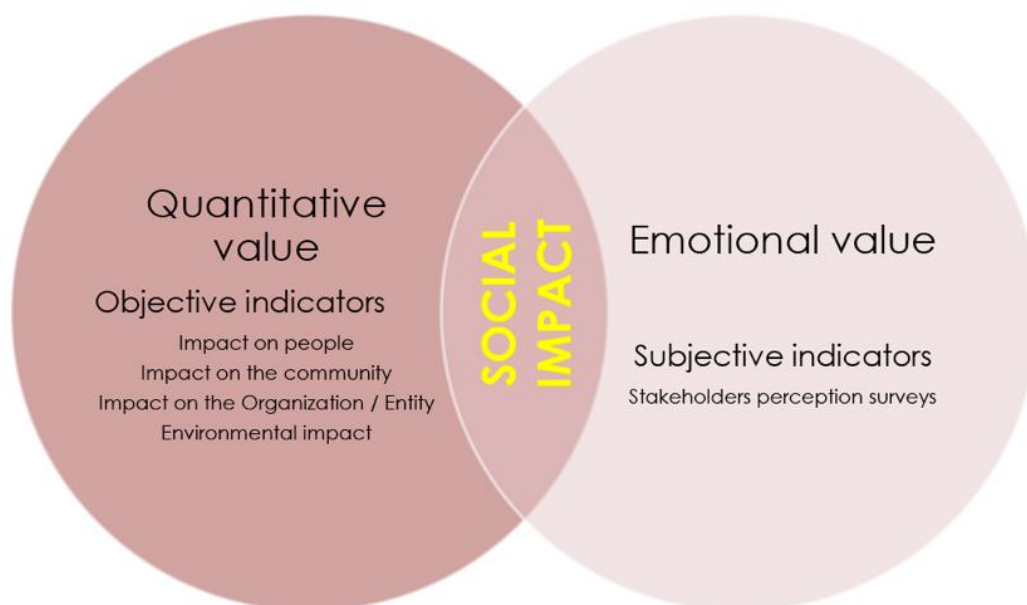 Quantitative
value
Objective indicators
Impact on people
Impact on the community
Impact on the Organization / Entity
Environmental impact
SOCIAL
IMPACT
Emotional value
Subjective indicators
Stakeholders perception surveys